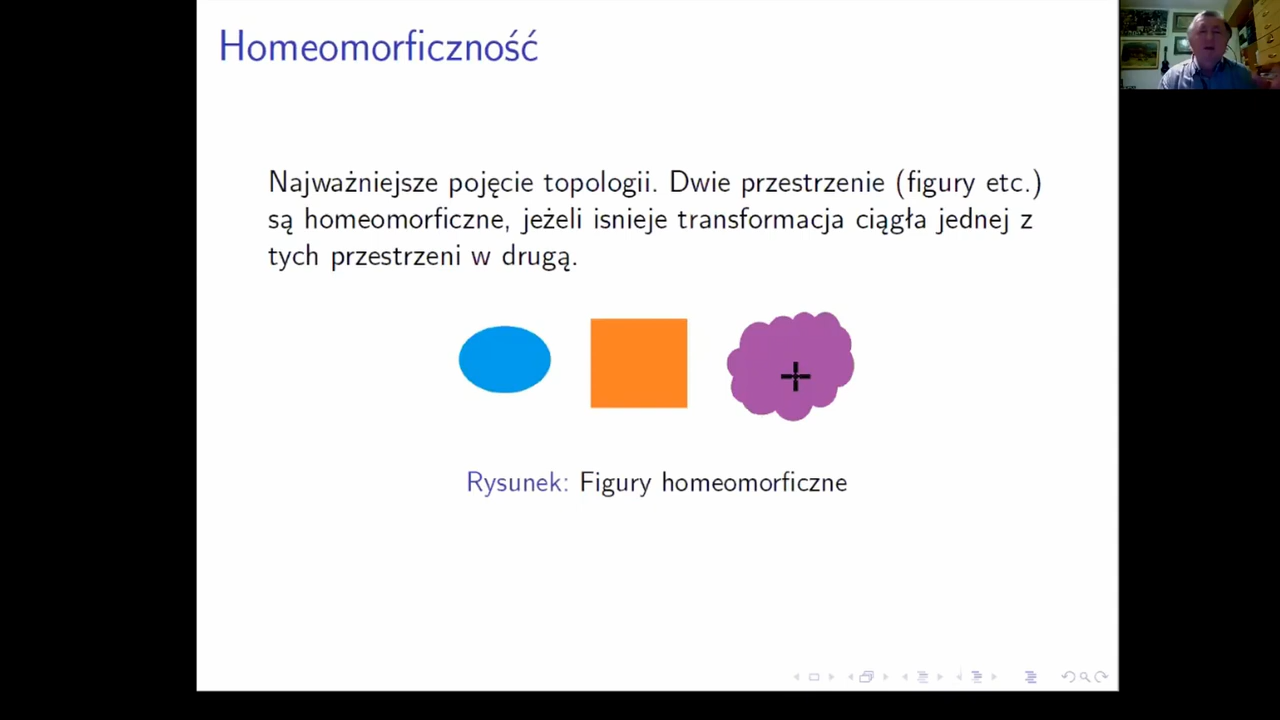 Homeomorficzność
Najważniejsze pojęcie topologii. Dwie przestrzenie (figury etc.)
są homeomorficzne, jeżeli isnieje transformacja ciągła jednej z
tych przestrzeni w drugą.
Rysunek: Figury homeomorficzne